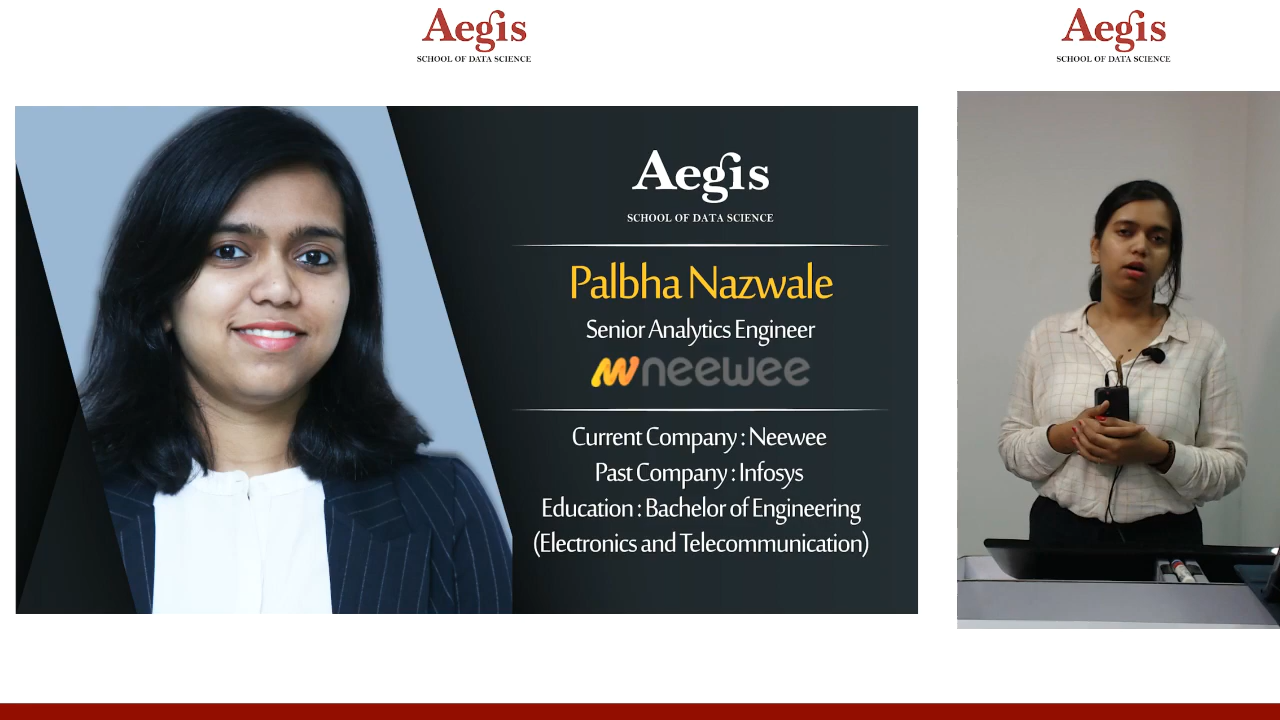 Aegis
SCHOOL OF DATA SCIENCE
Aegis
SCHOOL OF DATA SCIENCE
Aegis
SCHOOL OF DATA SCIENCE
Palbha Nazwale
Senior Analytics Engineer
neewee
Current Company : Neewee
Past Company : Infosys
Education : Bachelor of Engineering
(Electronics and Telecommunication)